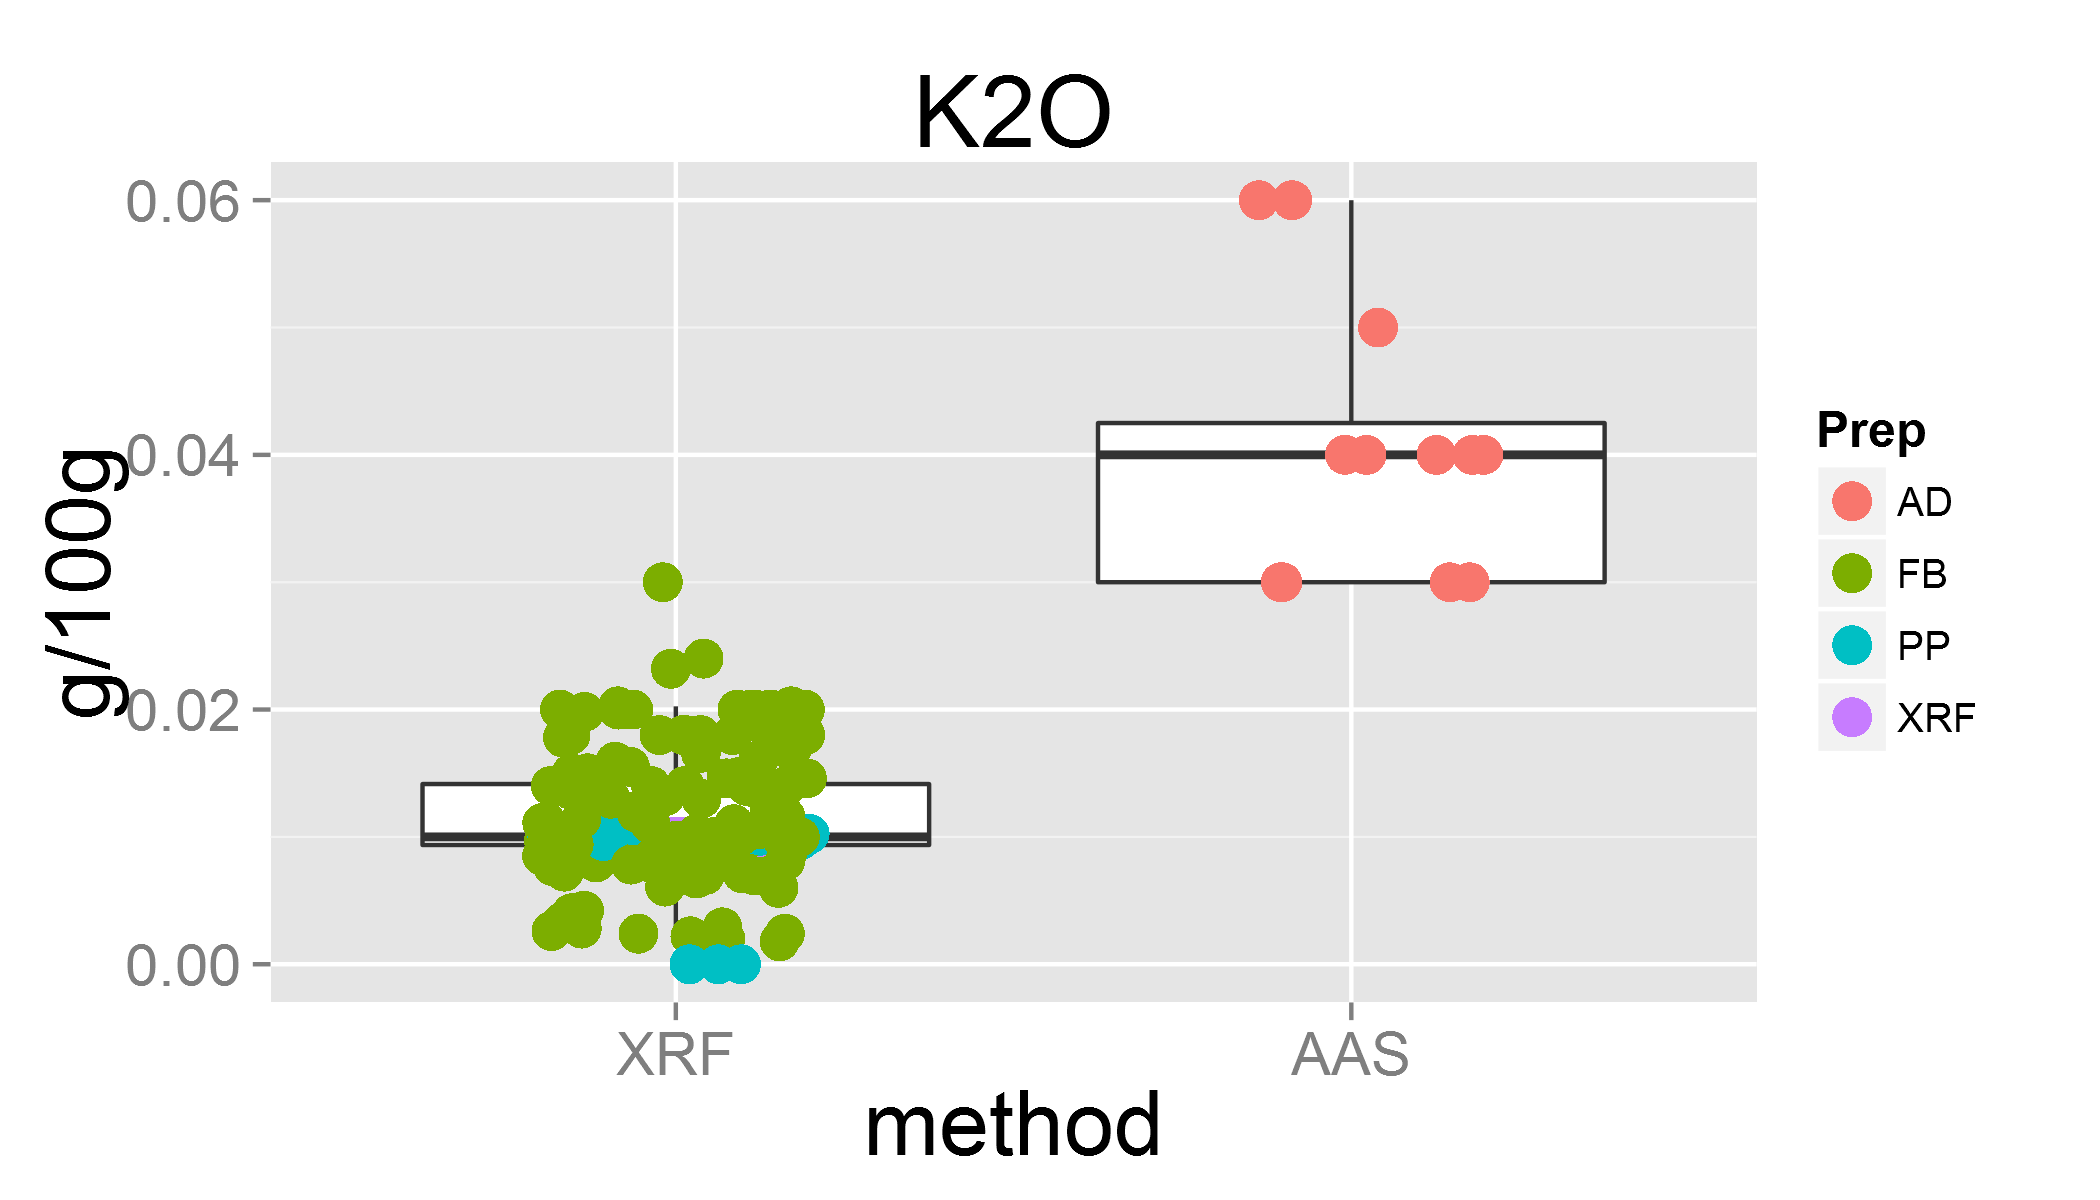 K2O
g/100g
0.06
0.04
0.02
0.00
XRF
AAS
method
Prep
AD
FB
PP
XRF